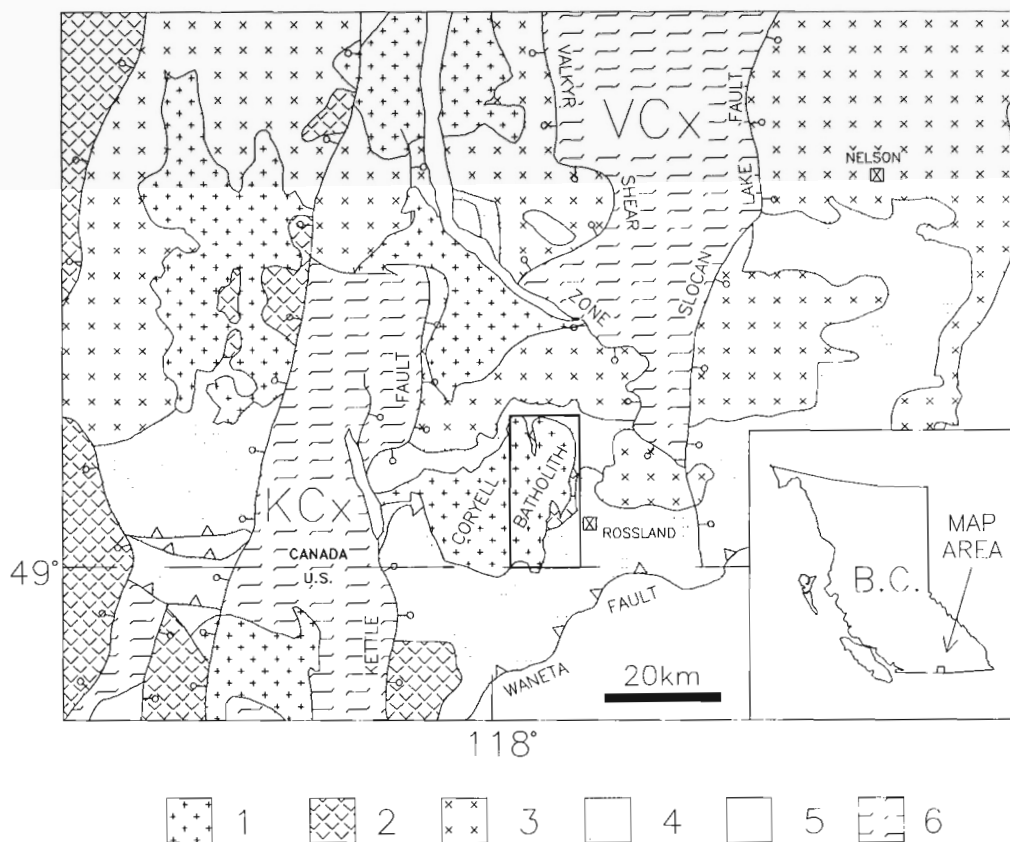 VALKYR
SHEAR
ZONE
VCx
SLOCAN
LAKE
FAULT
NELSON
FAULT
CORYELL
BATHOLITH
ROSSLAND
KCx
CANADA
U.S.
KETTLE
49°
WANETA
FAULT
20km
MAP
AREA
B.C.
118°
1 2 3 4 5 6